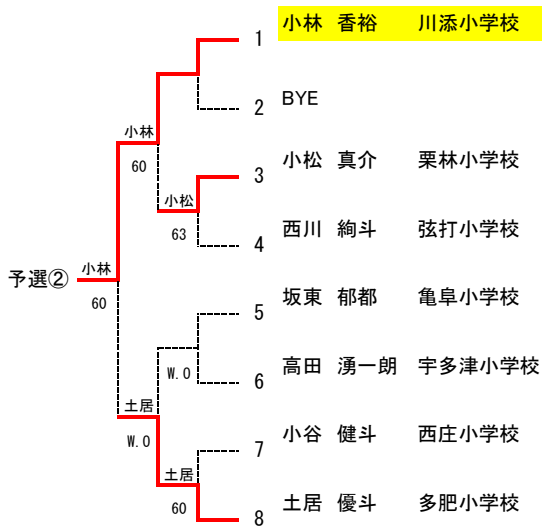 1 小林 香裕 川添小学校
2 BYE
小林
60
3 小松 真介 栗林小学校
小松
63
4 西川 絢斗 弦打小学校
予選② 小林
60
5 坂東 郁都 亀阜小学校
W.O
6 高田 湧一朗 宇多津小学校
土居
W.O
7 小谷 健斗 西庄小学校
土居
60
8 土居 優斗 多肥小学校